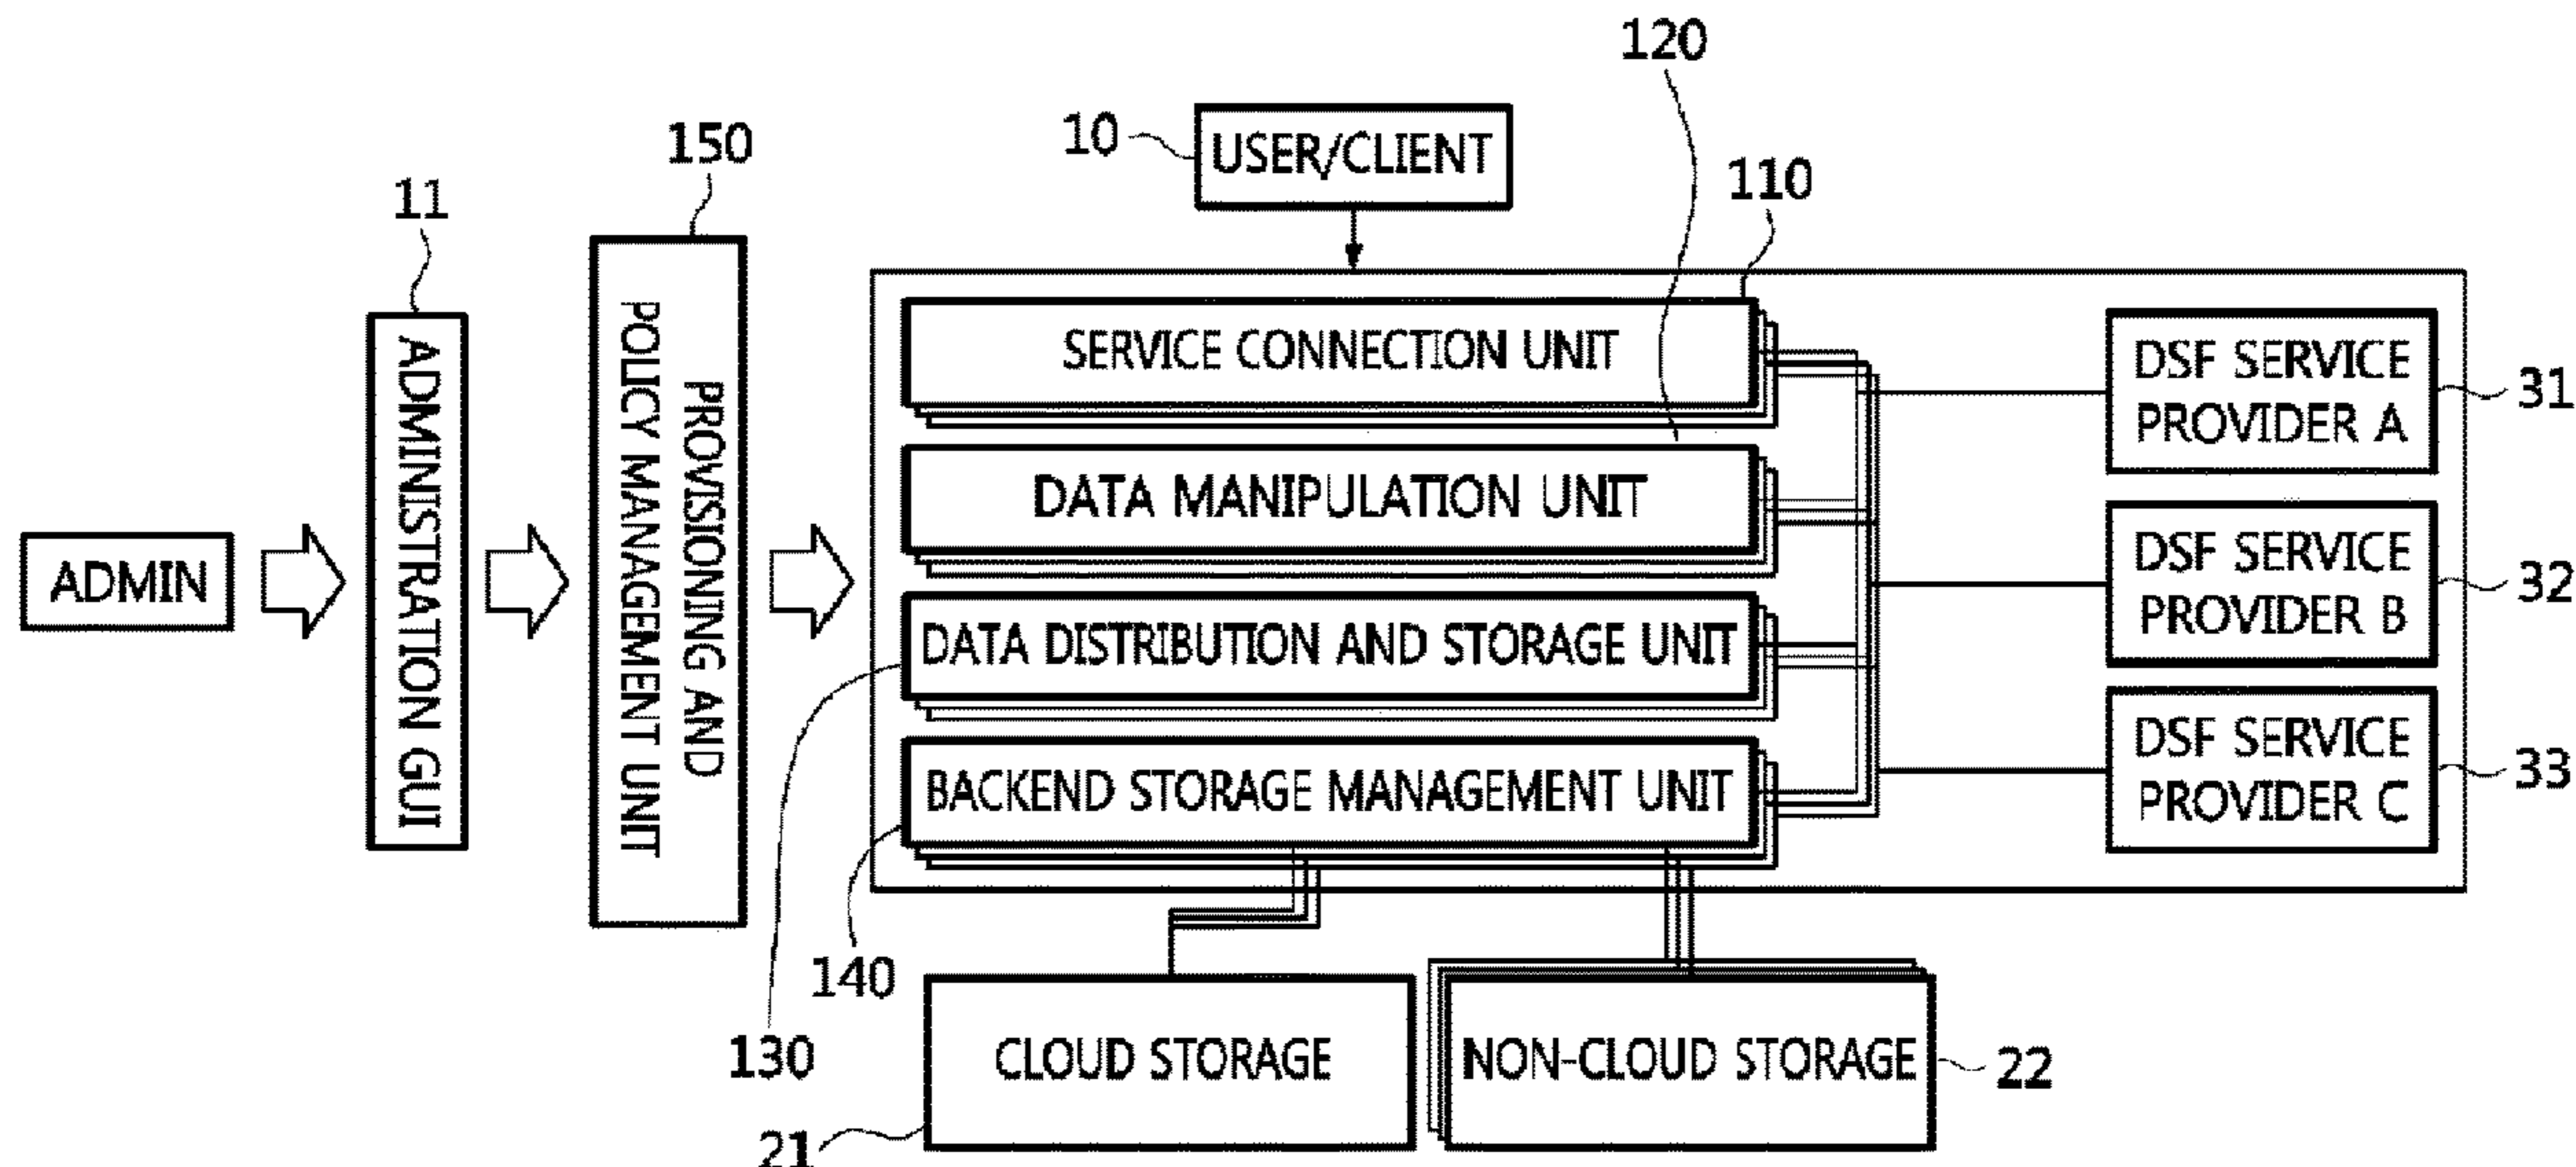 120
10
USER/CLIENT
150
110
11
SERVICE CONNECTION UNIT
DSF SERVICE
PROVIDER A
31
ADMINISTRATION GUI
PROVISIONING AND
POLICY MANAGEMENT UNIT
DATA MANIPULATION UNIT
ADMIN
DSF SERVICE
PROVIDER B
32
DATA DISTRIBUTION AND STORAGE UNIT
DSF SERVICE
PROVIDER C
33
BACKEND STORAGE MANAGEMENT UNIT
140
130
CLOUD STORAGE
NON-CLOUD STORAGE
22
21